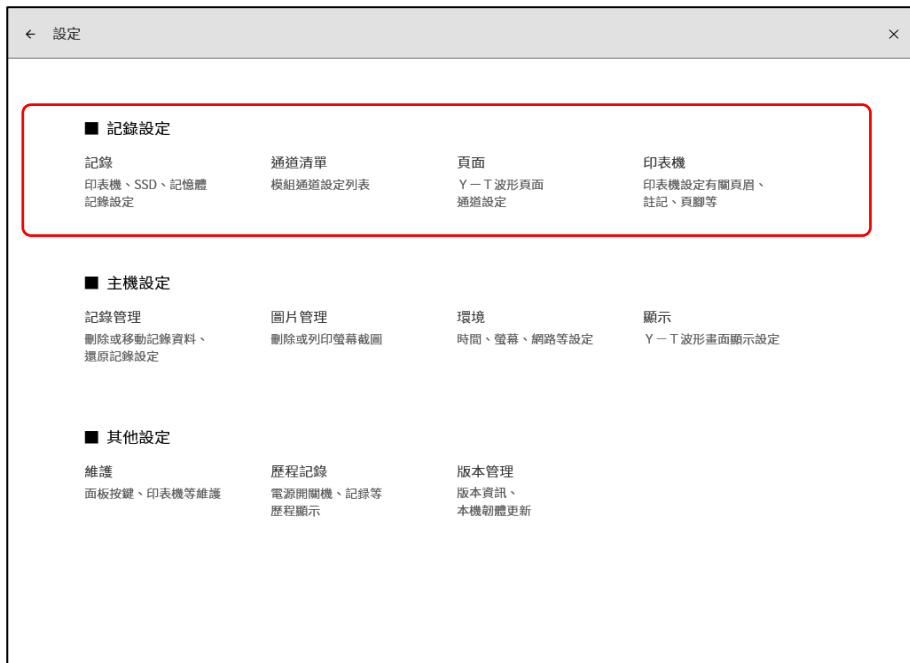 ← 設定 ×
■ 記錄設定
記錄 通道清單 頁面 印表機
印表機、SSD、記憶體 模組通道設定列表 Y－T波形頁面 印表機設定有關頁眉、
記錄設定 通道設定 註記、頁腳等
■ 主機設定
記錄管理 圖片管理 環境 顯示
刪除或移動記錄資料、 刪除或列印螢幕截圖 時間、螢幕、網路等設定 Y－T波形畫面顯示設定
還原記錄設定
■ 其他設定
維護 歷程記錄 版本管理
面板按鍵、印表機等維護 電源開關機、記録等 版本資訊、
歷程顯示 本機韌體更新